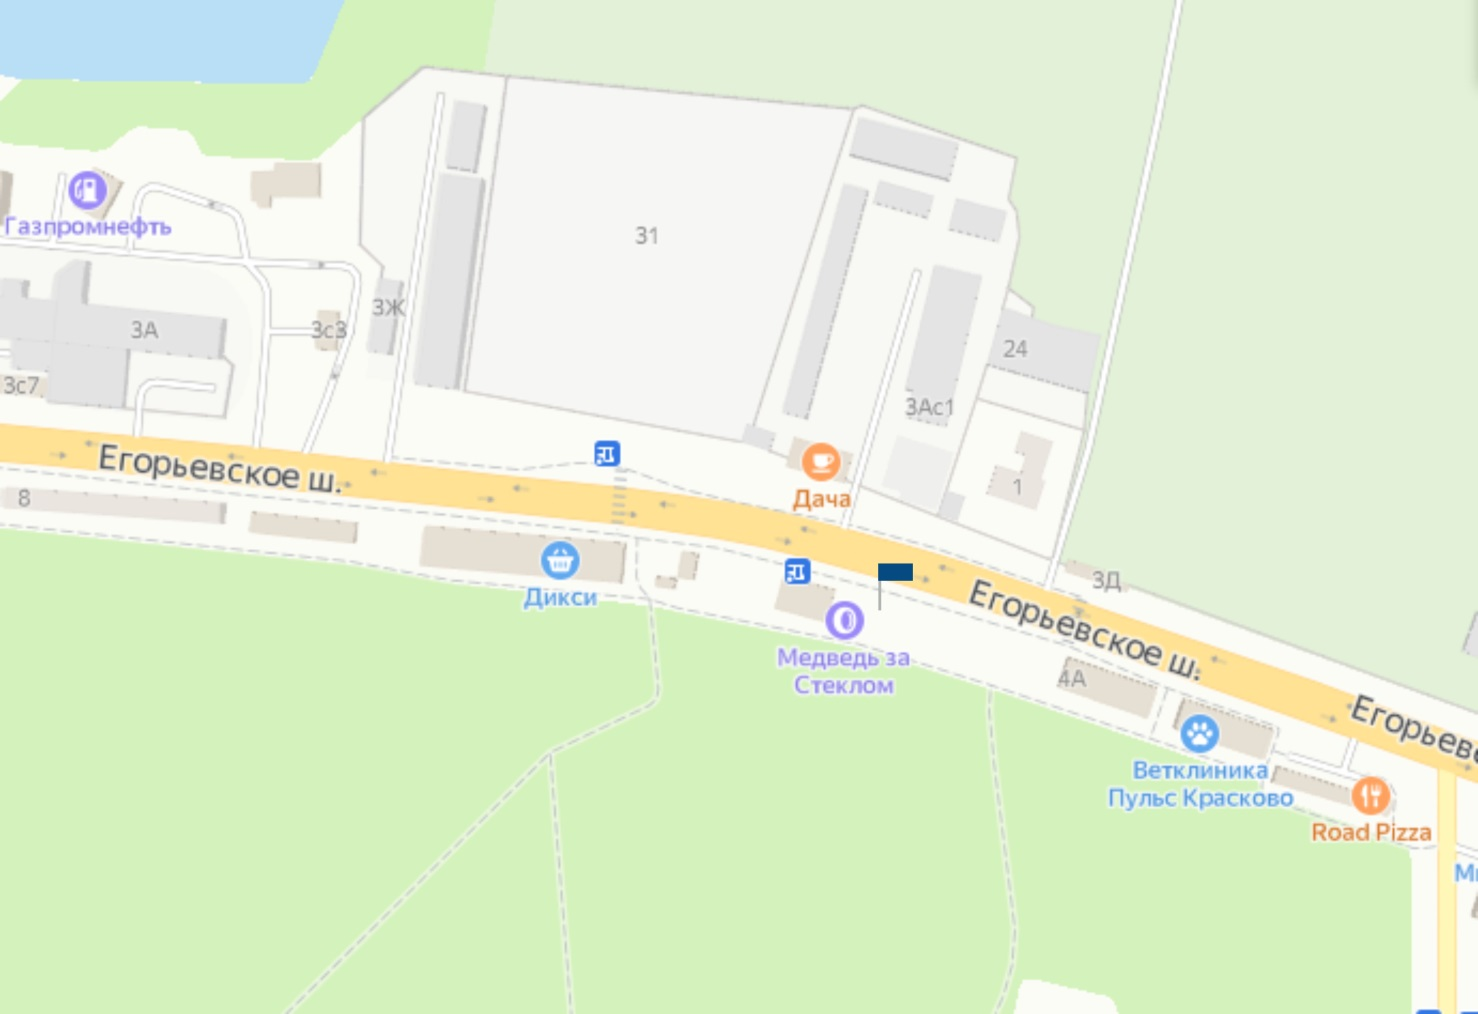 Газпромнефть
31
3Ж
3А
3с3
3с7
24
3Ас1
Егорьевское ш.
1
8
Дача
Дикси
Егорьевское ш.
3Д
Медведь за
Стеклом
4А
Егорьевс
Ветклиника
Пульс Красково
Road Pizza